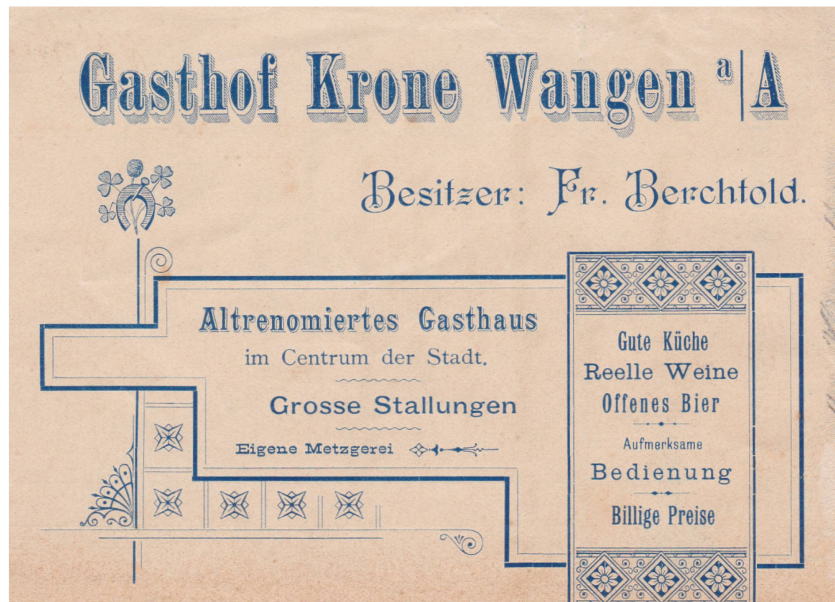 Gasthof Krone Wangen a|A
Besitzer: Fr. Berchtold.
Altrenomiertes Gasthaus
im Centrum der Stadt.
Grosse Stallungen
Eigene Metzgerei
Gute Küche
Reelle Weine
Offenes Bier
Aufmerksame
Bedienung
Billige Preise